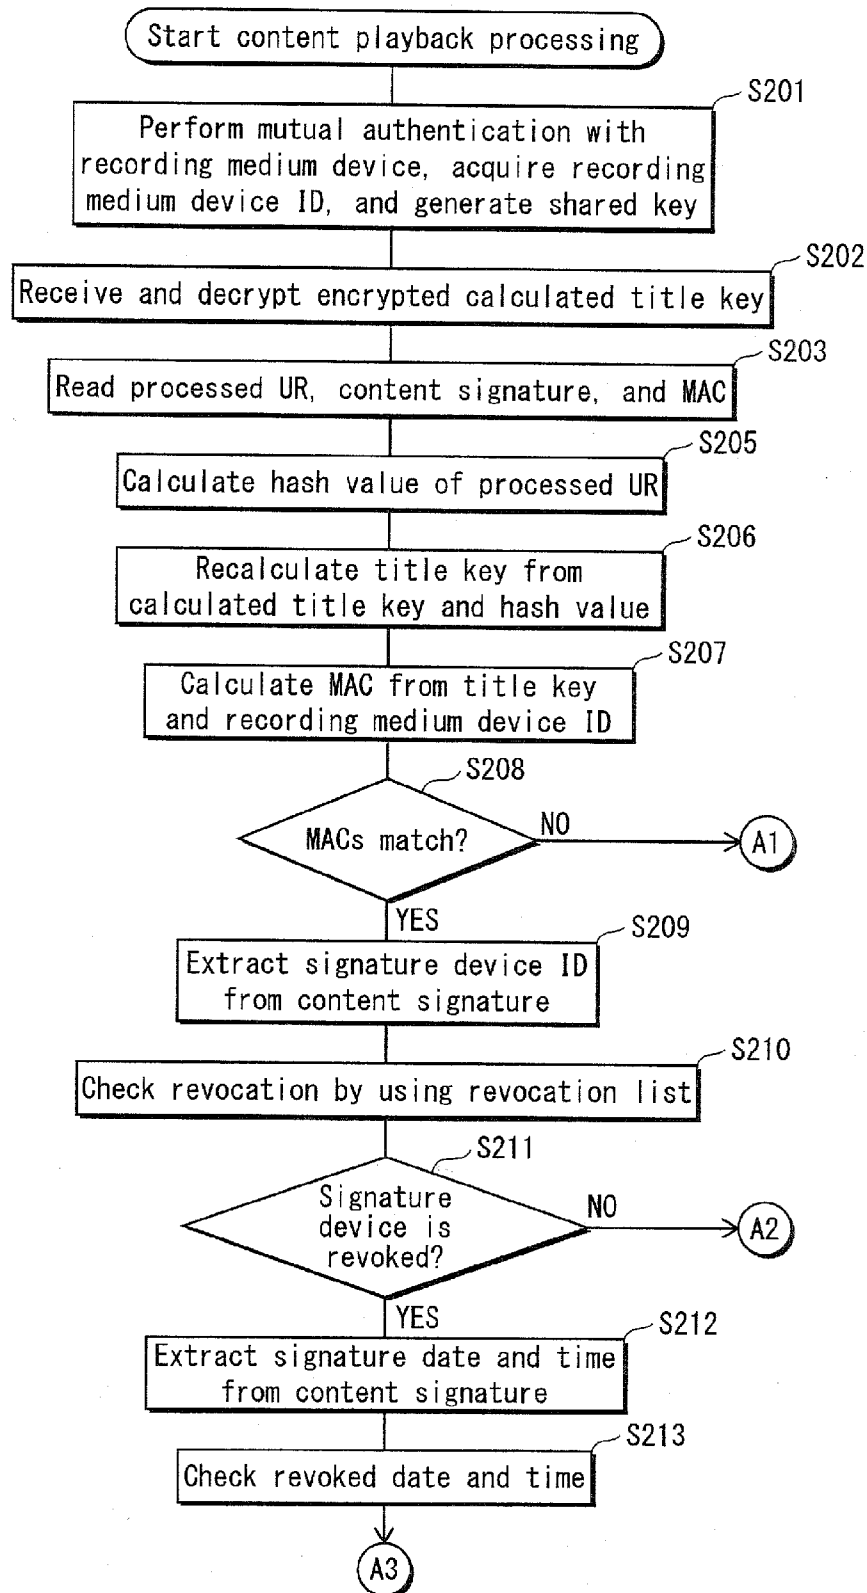 Start content playback processing
S201
Perform mutual authentication with
recording medium device, acquire recording
medium device ID, and generate shared key
S202
Receive and decrypt encrypted calculated title key
S203
Read processed UR, content signature, and MAC
S205
Calculate hash value of processed UR
S206
Recalculate title key from
calculated title key and hash value
S207
Calculate MAC from title key
and recording medium device ID
S208
MACs match?
NO
A1
YES
S209
Extract signature device ID
from content signature
S210
Check revocation by using revocation list
S211
Signature
device is
revoked?
NO
A2
YES
S212
Extract signature date and time
from content signature
S213
Check revoked date and time
A3